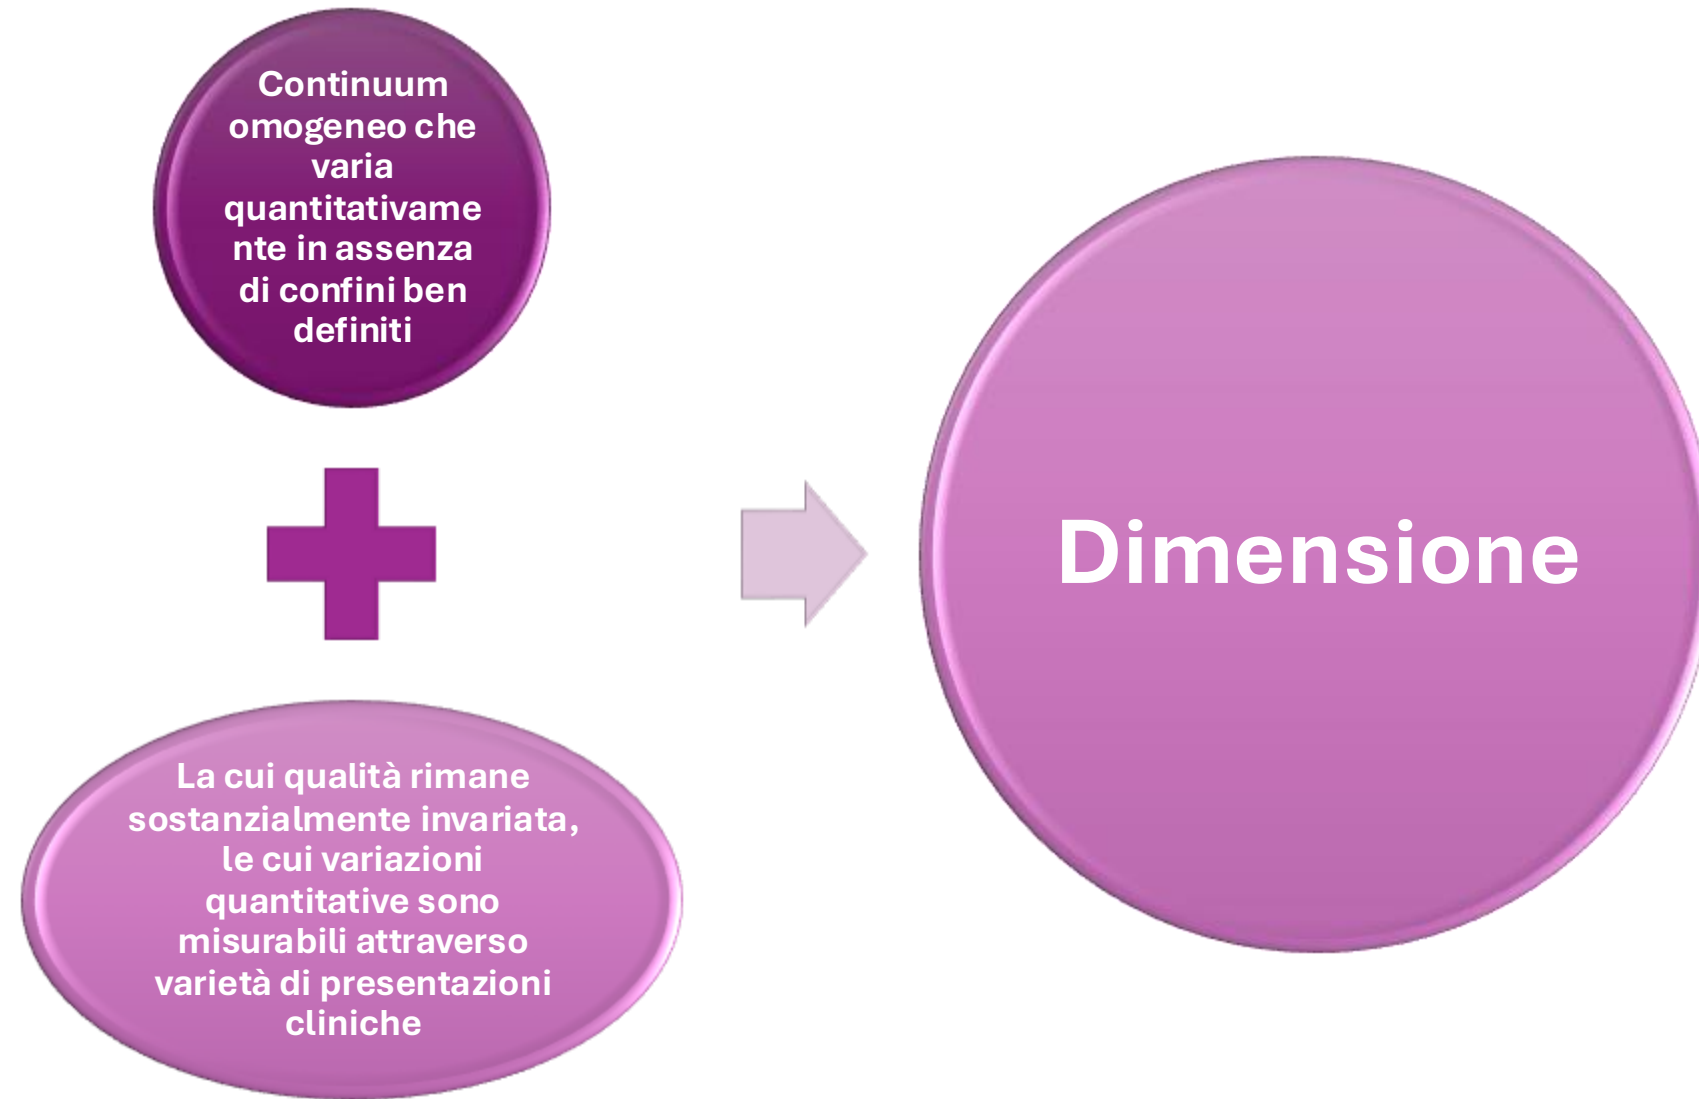 Continuum
omogeneo che
varia
quantitativame
nte in assenza
di confini ben
definiti
La cui qualità rimane
sostanzialmente invariata,
le cui variazioni
quantitative sono
misurabili attraverso
varietà di presentazioni
cliniche
Dimensione